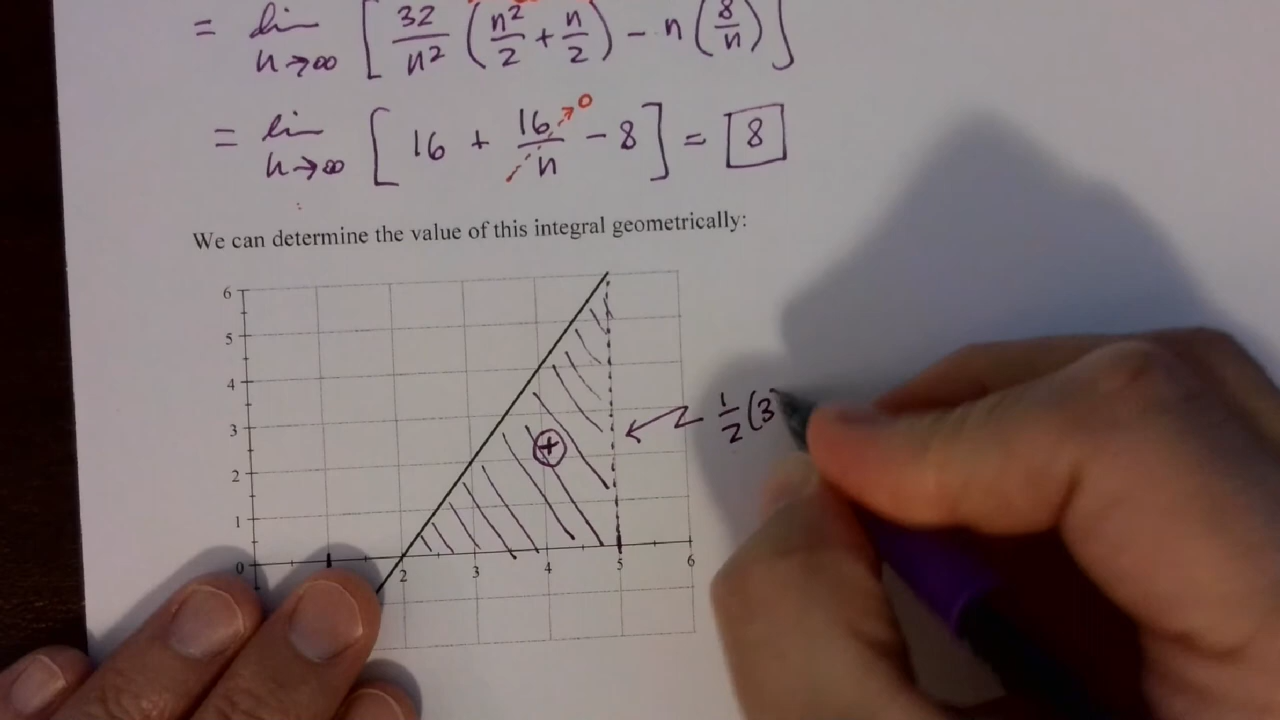 = lim n→∞ [ 32/n² ( n²/2 + n/2 ) - n ( 8/n ) ]
= lim n→∞ [ 16 + 16/n →0 - 8 ] = 8
We can determine the value of this integral geometrically:
6
5
4
3
+
1/2 (3
2
1
0 2 3 4 5 6